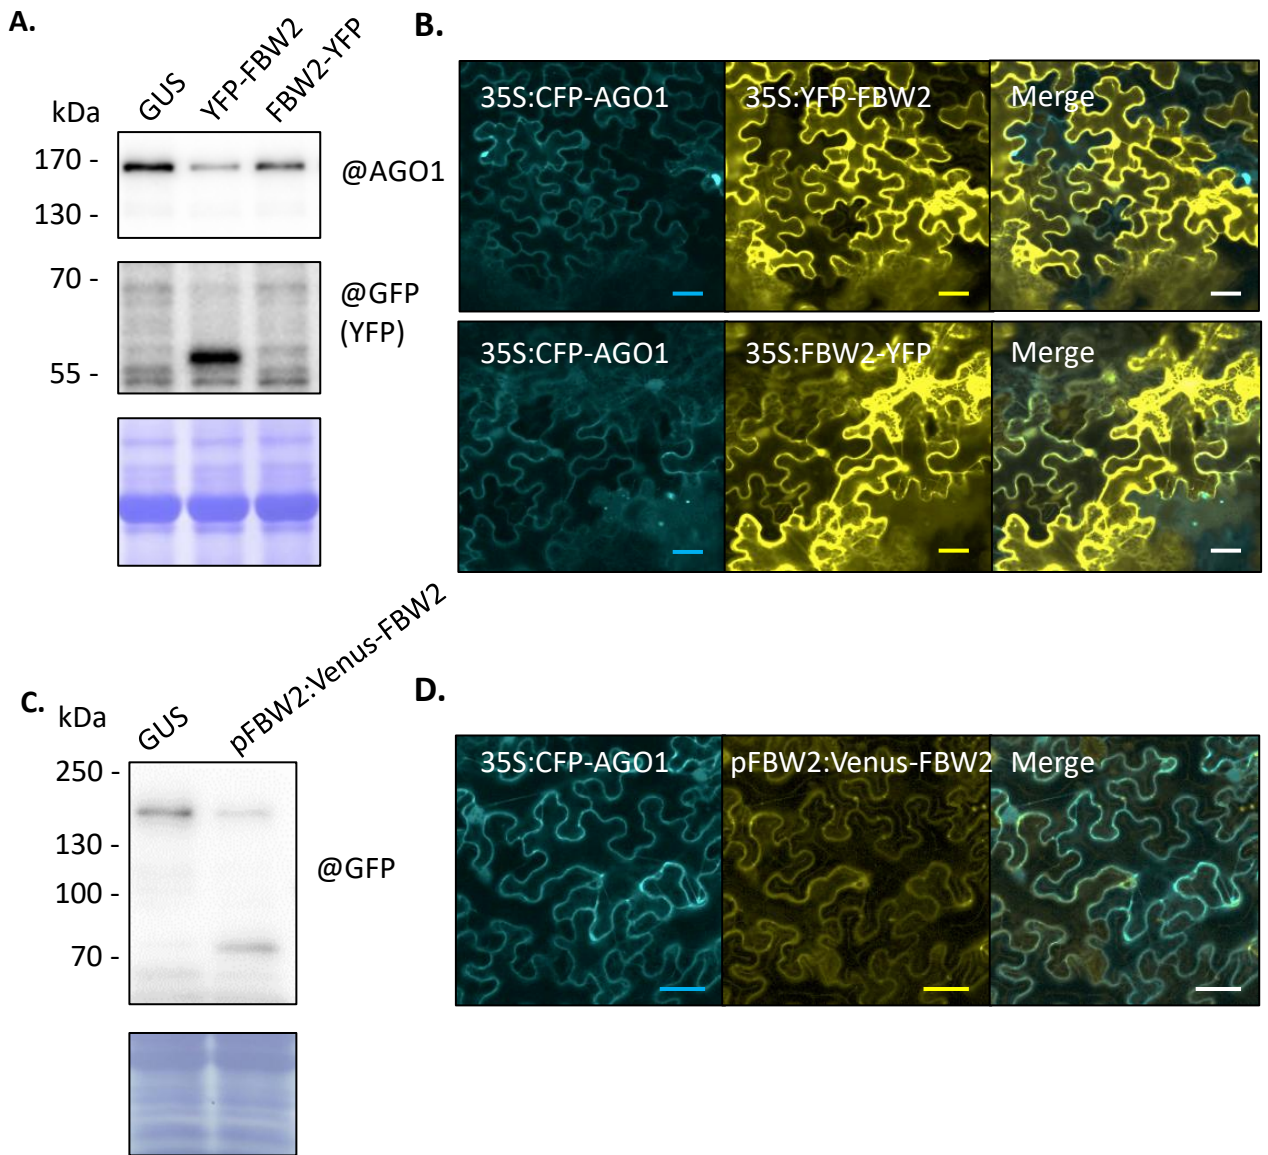 A.
B.
GUS
YFP-FBW2
FBW2-YFP
kDa
170 -
130 -
@AGO1
70 -
55 -
@GFP
(YFP)
35S:CFP-AGO1
35S:YFP-FBW2
Merge
35S:CFP-AGO1
35S:FBW2-YFP
Merge
C.
D.
kDa
GUS
pFBW2:Venus-FBW2
250 -
130 -
100 -
70 -
@GFP
35S:CFP-AGO1
pFBW2:Venus-FBW2
Merge